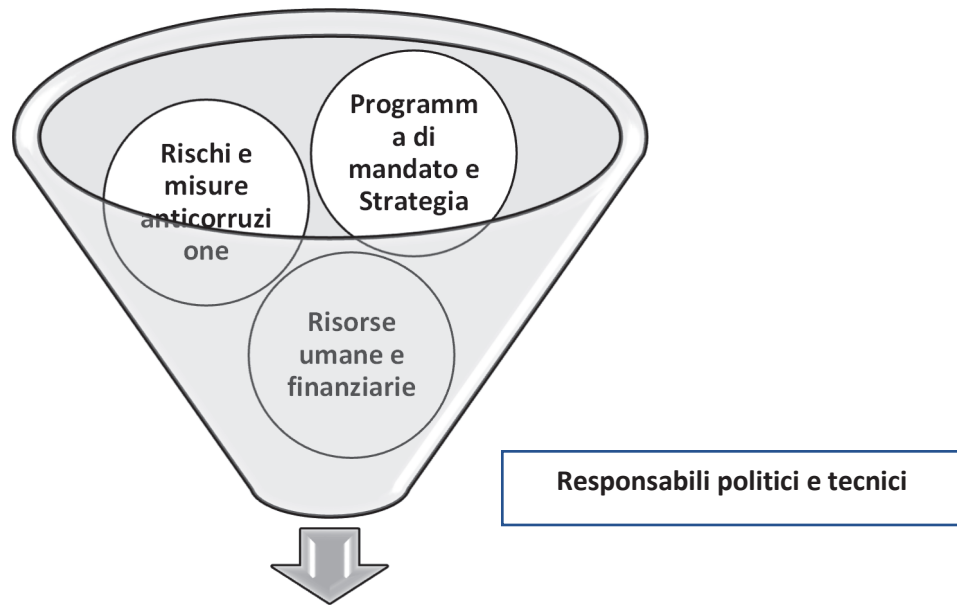 Programm
a di
mandato e
Strategia
Rischi e
misure
anticorruzi
one
Risorse
umane e
finanziarie
Responsabili politici e tecnici